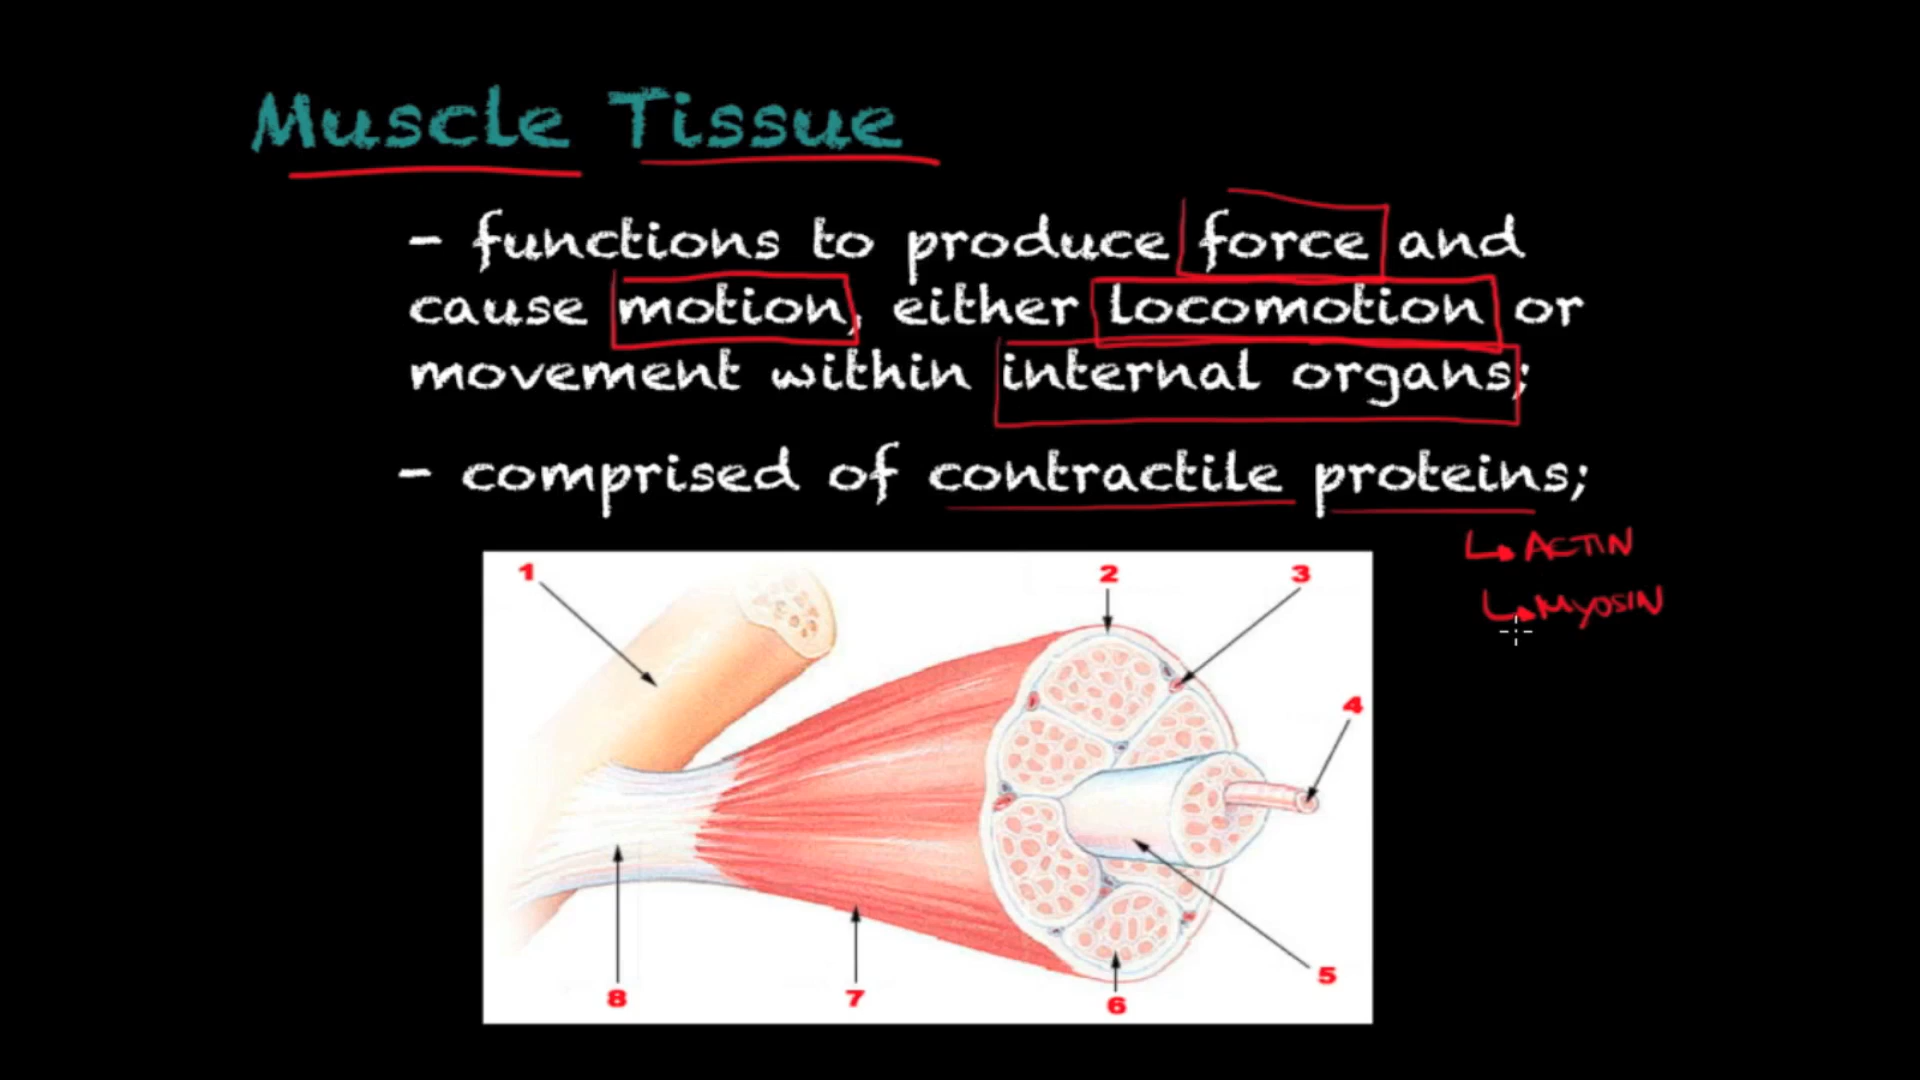 Muscle Tissue
- functions to produce force and
cause motion, either locomotion or
movement within internal organs;
- comprised of contractile proteins;
ACTIN
MYOSIN
1 2 3
4
5
8 7 6